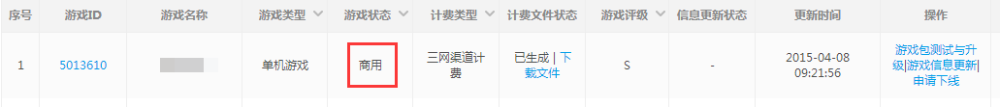 序号 游戏ID 游戏名称 游戏类型 游戏状态 计费类型 计费文件状态 游戏评级 信息更新状态 更新时间 操作
1 5013610 单机游戏 商用 三网渠道计费 已生成 | 下载文件 S - 2015-04-08 09:21:56 游戏包测试与升级|游戏信息更新|申请下线